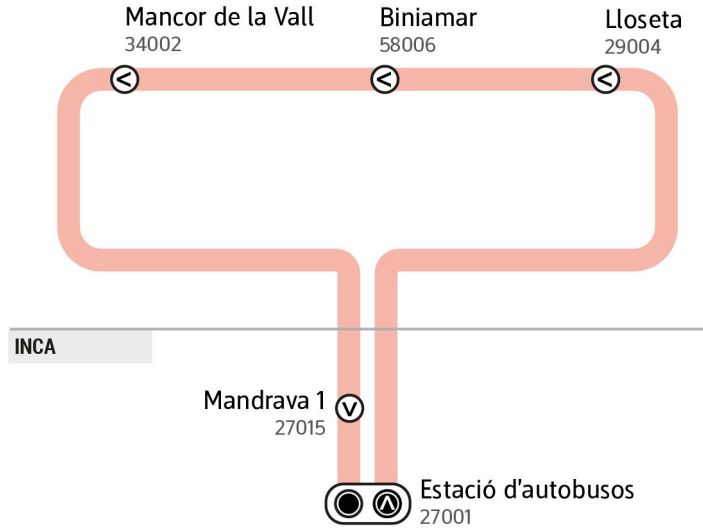 Mancor de la Vall
34002
Biniamar
58006
Lloseta
29004
INCA
Mandrava 1
27015
Estació d'autobusos
27001